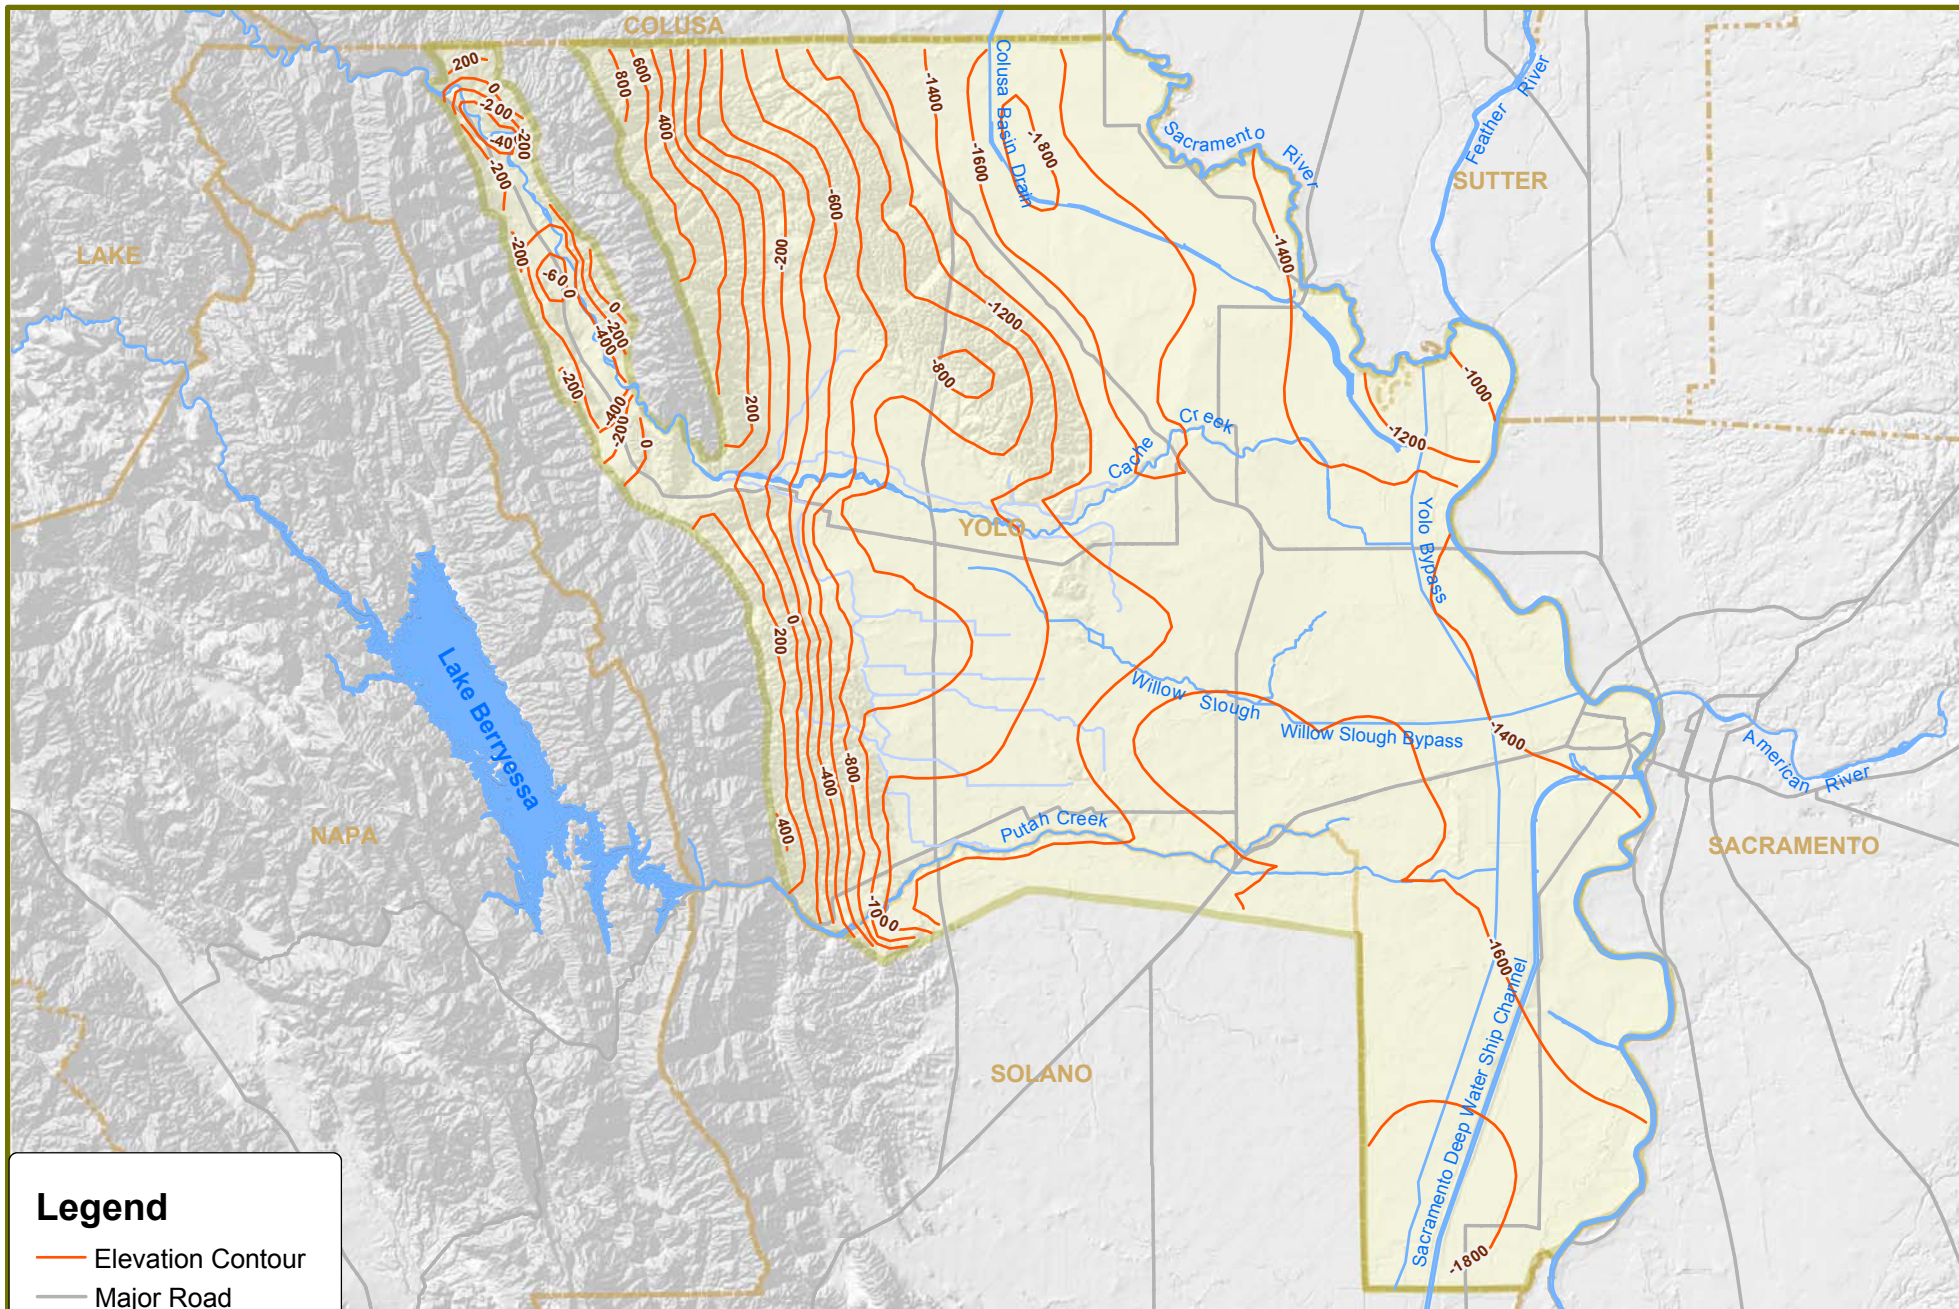 COLUSA
200
0
-200
-200
-200
800
600
400
-1400
-1600
-1800
Colusa Basin Drain
Sacramento River
Feather River
SUTTER
LAKE
-200
-600
0
0
-200
-400
-200
-600
-1200
-1400
-200
-400
-200
0
200
-800
-1000
-1200
Cache Creek
YOLO
Yolo Bypass
200
0
Lake Berryessa
Willow Slough
Willow Slough Bypass
-1400
American River
-400
-800
400
Putah Creek
NAPA
SACRAMENTO
-1000
-1600
SOLANO
Sacramento Deep Water Ship Channel
-1800
Legend
Elevation Contour
Major Road